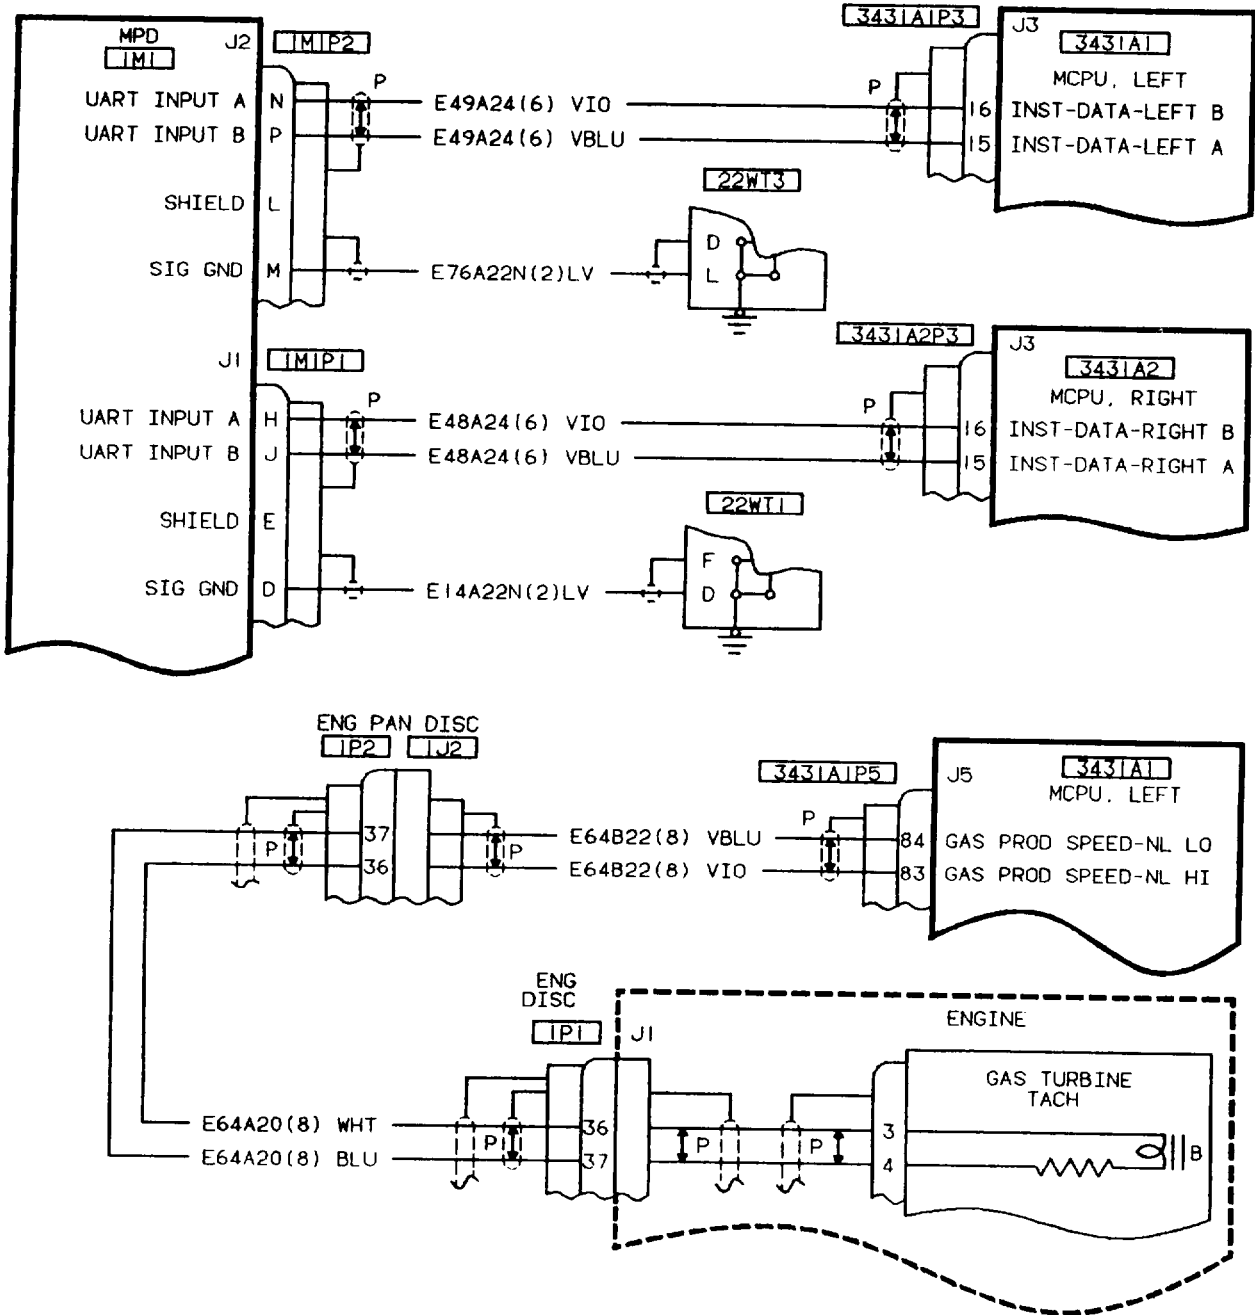 MPD
1M1
J2
1M1P2
UART INPUT A N
UART INPUT B P
SHIELD L
SIG GND M
P
E49A24(6) VIO
E49A24(6) VBLU
E76A22N(2)LV
22WT3
D
L
3431A1P3
P
J3
3431A1
MCPU, LEFT
16 INST-DATA-LEFT B
15 INST-DATA-LEFT A
J1
1M1P1
UART INPUT A H
UART INPUT B J
SHIELD E
SIG GND D
P
E48A24(6) VIO
E48A24(6) VBLU
E14A22N(2)LV
22WT1
F
D
3431A2P3
P
J3
3431A2
MCPU, RIGHT
16 INST-DATA-RIGHT B
15 INST-DATA-RIGHT A
ENG PAN DISC
1P2
1J2
P
37
36
P
E64B22(8) VBLU
E64B22(8) VIO
3431A1P5
P
J5
3431A1
MCPU, LEFT
84 GAS PROD SPEED-NL LO
83 GAS PROD SPEED-NL HI
ENG
DISC
1P1
J1
ENGINE
E64A20(8) WHT
E64A20(8) BLU
P
36
37
P
P
3
4
GAS TURBINE
TACH
B